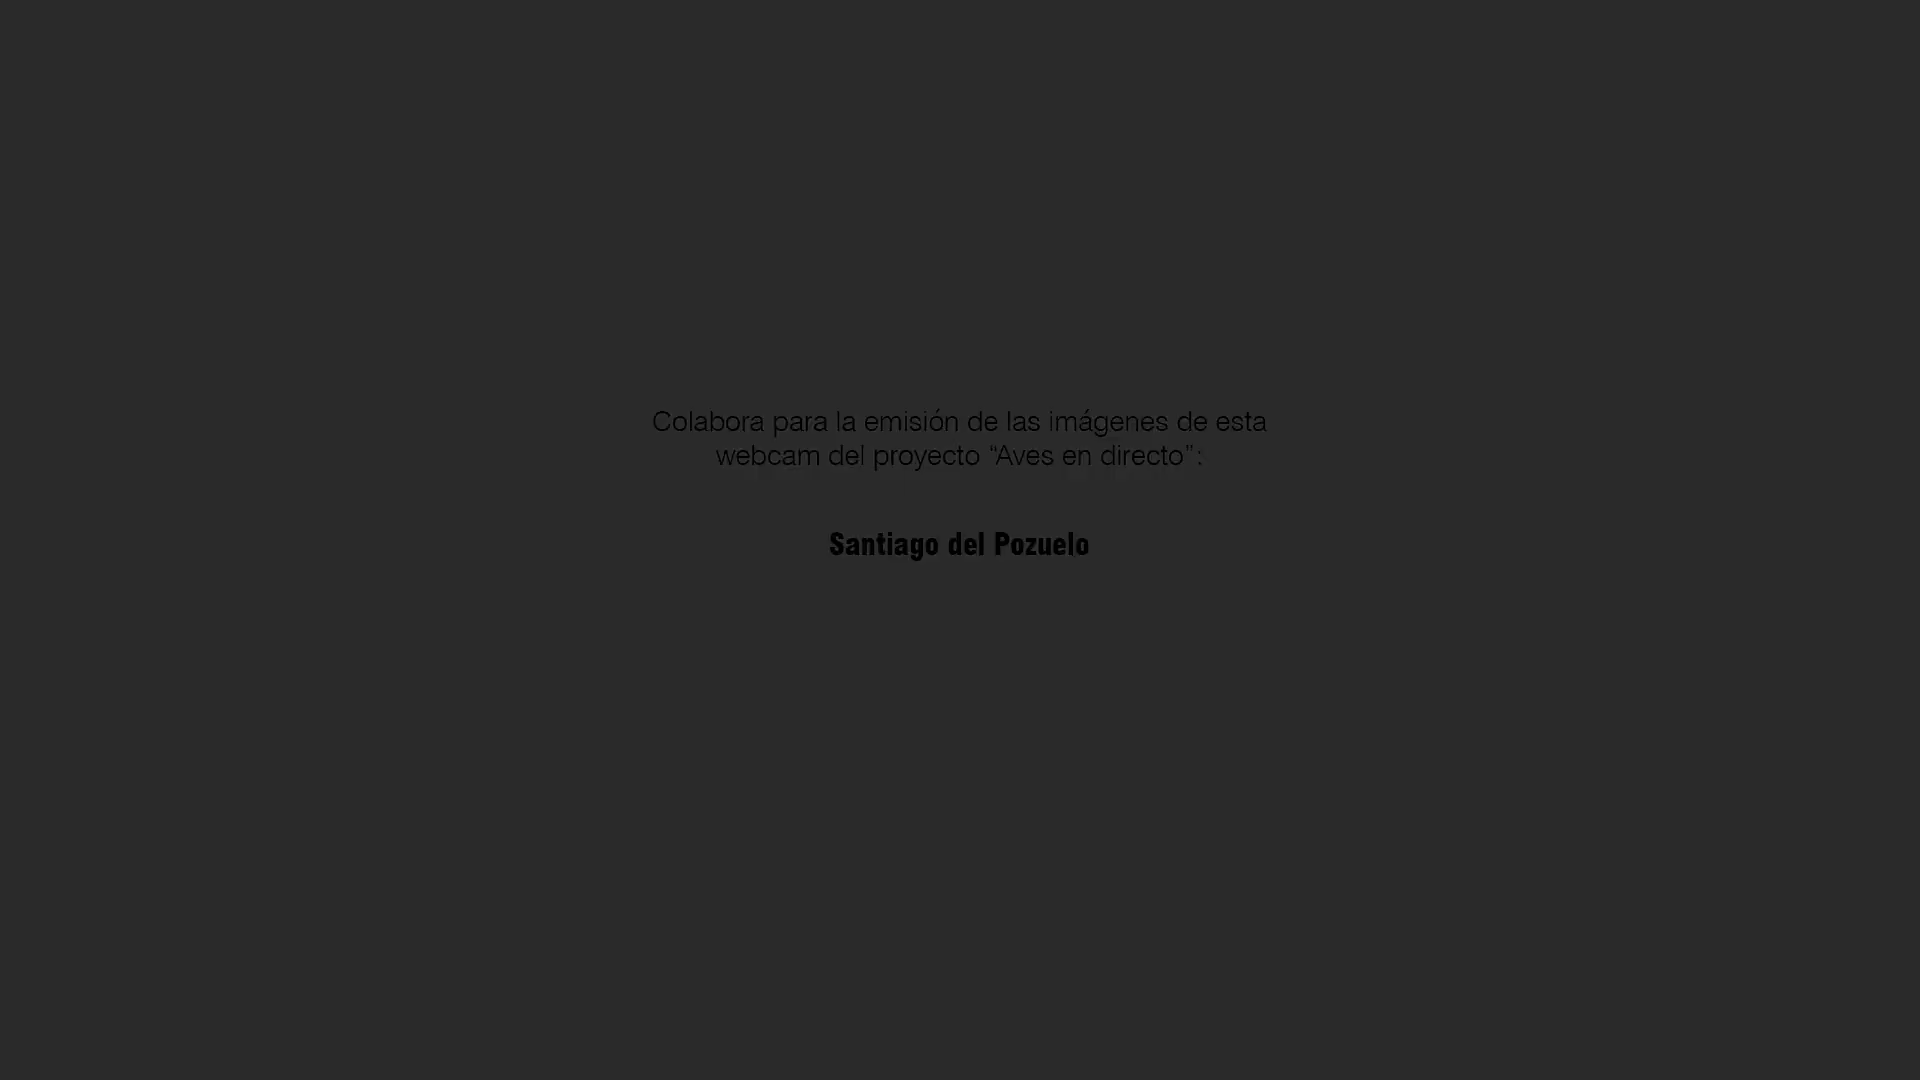 Colabora para la emisión de las imágenes de esta
webcam del proyecto “Aves en directo”:
Santiago del Pozuelo